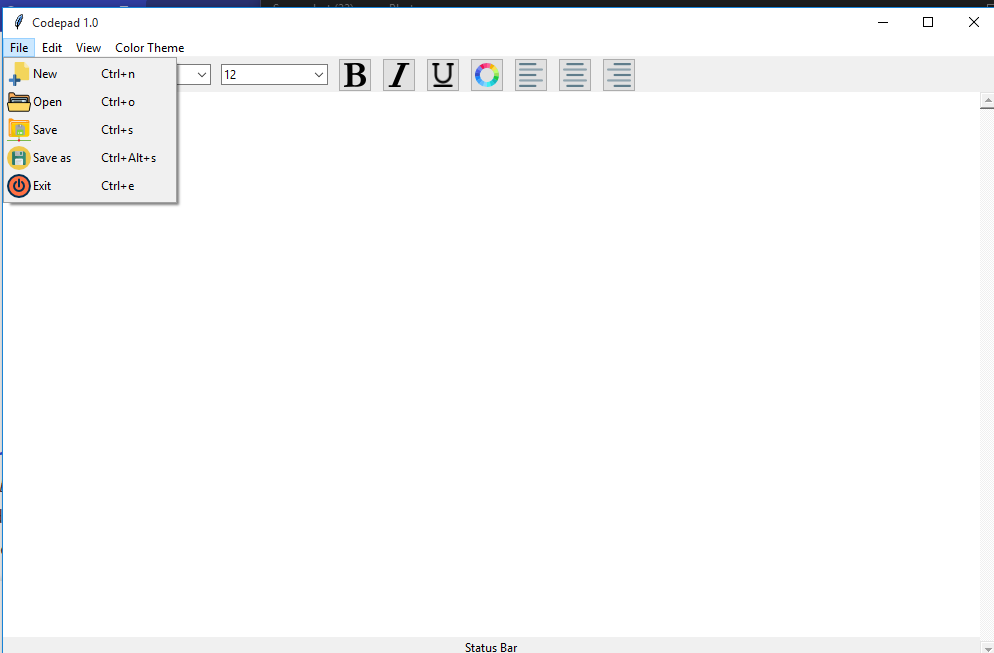 Codepad 1.0
File Edit View Color Theme
New Ctrl+n
Open Ctrl+o
Save Ctrl+s
Save as Ctrl+Alt+s
Exit Ctrl+e
12
B I U
Status Bar